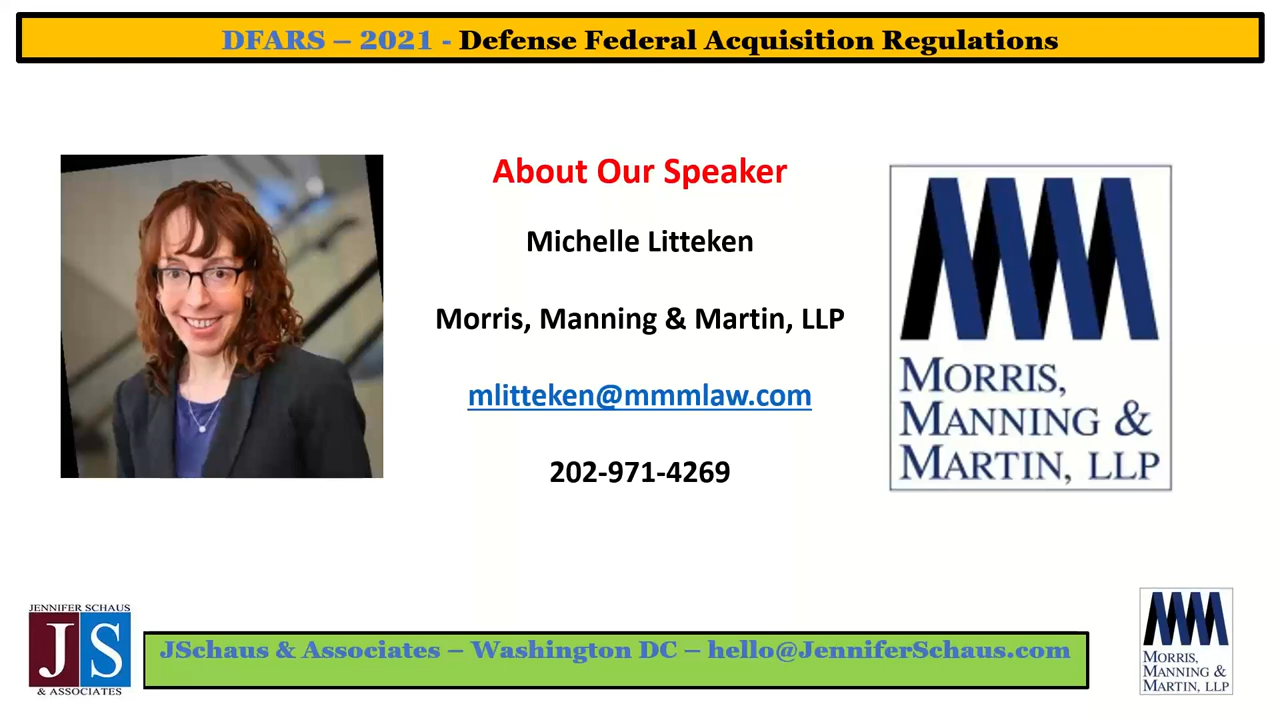 DFARS – 2021 - Defense Federal Acquisition Regulations
About Our Speaker
Michelle Litteken
Morris, Manning & Martin, LLP
mlitteken@mmmlaw.com
202-971-4269
MORRIS,
MANNING &
MARTIN, LLP
JENNIFER SCHAUS
JS
& ASSOCIATES
JSchaus & Associates – Washington DC – hello@JenniferSchaus.com
MORRIS,
MANNING &
MARTIN, LLP